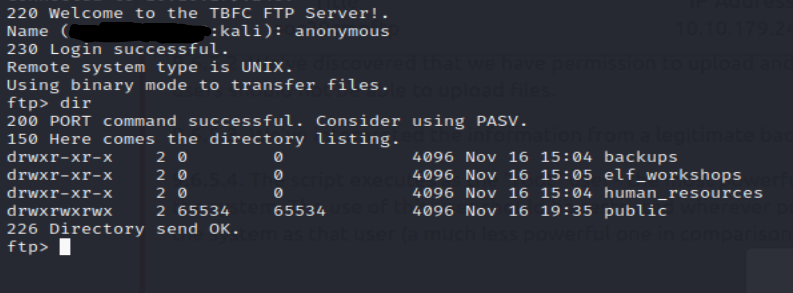 220 Welcome to the TBFC FTP Server!.
Name (:kali): anonymous
230 Login successful.
Remote system type is UNIX.
Using binary mode to transfer files.
ftp> dir
200 PORT command successful. Consider using PASV.
150 Here comes the directory listing.
drwxr-xr-x 2 0 0 4096 Nov 16 15:04 backups
drwxr-xr-x 2 0 0 4096 Nov 16 15:05 elf_workshops
drwxr-xr-x 2 0 0 4096 Nov 16 15:04 human_resources
drwxrwxrwx 2 65534 65534 4096 Nov 16 19:35 public
226 Directory send OK.
ftp>